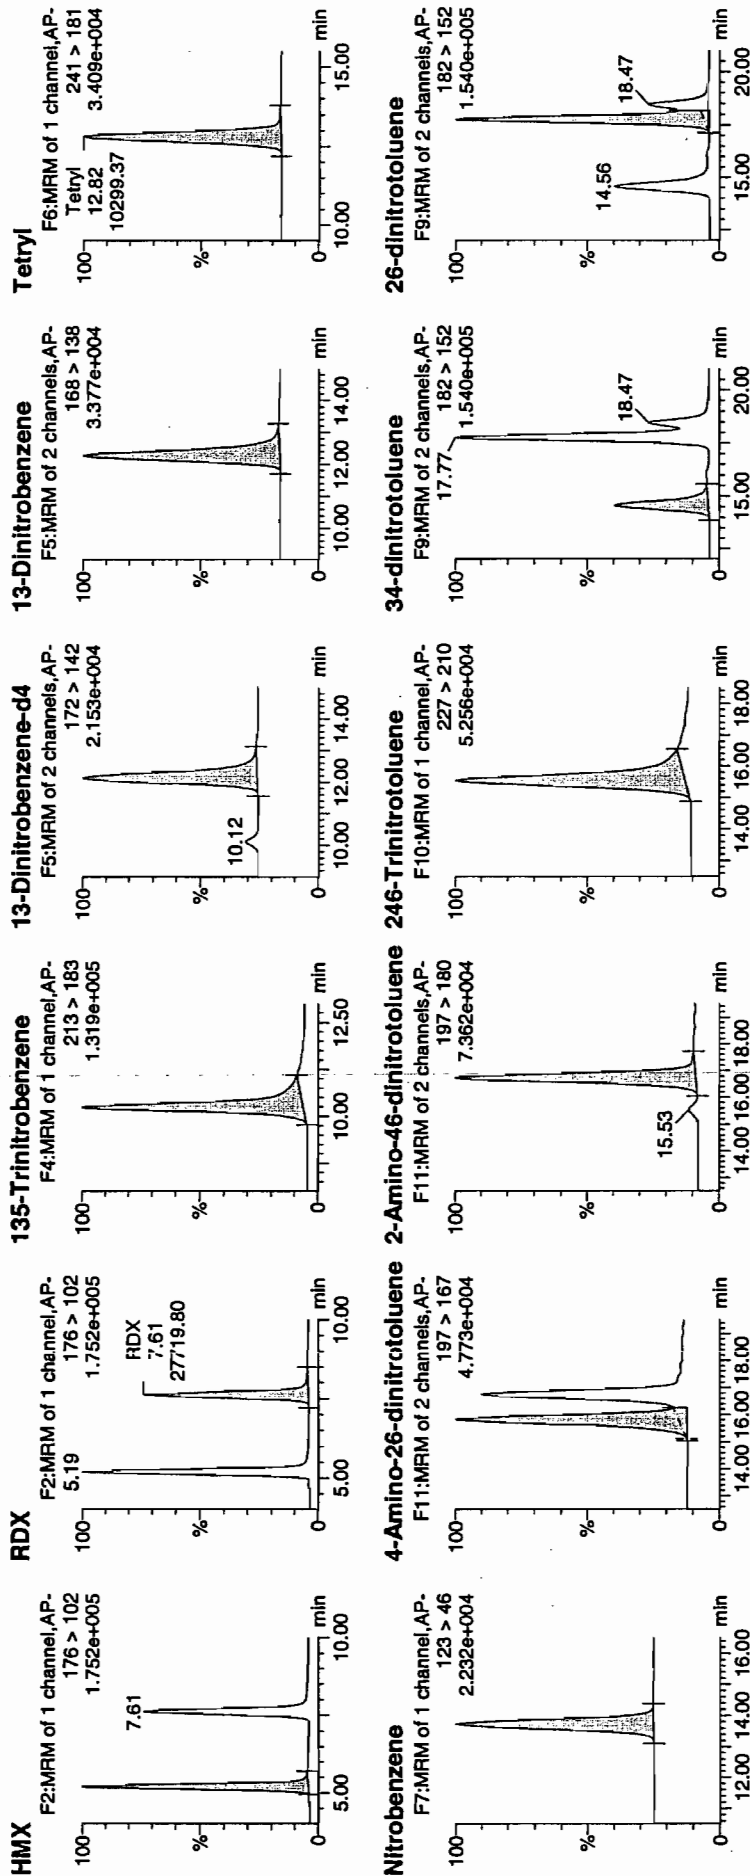 HMX
F2:MRM of 1 channel,AP-
176 > 102
1.752e+005
100
7.61
%
0
5.00
10.00
min
RDX
F2:MRM of 1 channel,AP-
176 > 102
1.752e+005
100
5.19
RDX
7.61
27719.80
%
0
5.00
10.00
min
135-Trinitrobenzene
F4:MRM of 1 channel,AP-
213 > 183
1.319e+005
100
%
0
10.00
12.50
min
13-Dinitrobenzene-d4
F5:MRM of 2 channels,AP-
172 > 142
2.153e+004
100
10.12
%
0
10.00
12.00
14.00
min
13-Dinitrobenzene
F5:MRM of 2 channels,AP-
168 > 138
3.377e+004
100
%
0
10.00
12.00
14.00
min
Tetryl
F6:MRM of 1 channel,AP-
241 > 181
3.409e+004
100
Tetryl
12.82
10299.37
%
0
10.00
15.00
min
Nitrobenzene
F7:MRM of 1 channel,AP-
123 > 46
2.232e+004
100
%
0
12.00
14.00
16.00
min
4-Amino-26-dinitrotoluene
F11:MRM of 2 channels,AP-
197 > 167
4.773e+004
100
%
0
14.00
16.00
18.00
min
2-Amino-46-dinitrotoluene
F11:MRM of 2 channels,AP-
197 > 180
7.362e+004
100
15.53
%
0
14.00
16.00
18.00
min
246-Trinitrotoluene
F10:MRM of 1 channel,AP-
227 > 210
5.256e+004
100
%
0
14.00
16.00
18.00
min
34-dinitrotoluene
F9:MRM of 2 channels,AP-
182 > 152
1.540e+005
100
17.77
18.47
%
0
15.00
20.00
min
26-dinitrotoluene
F9:MRM of 2 channels,AP-
182 > 152
1.540e+005
100
14.56
18.47
%
0
15.00
20.00
min